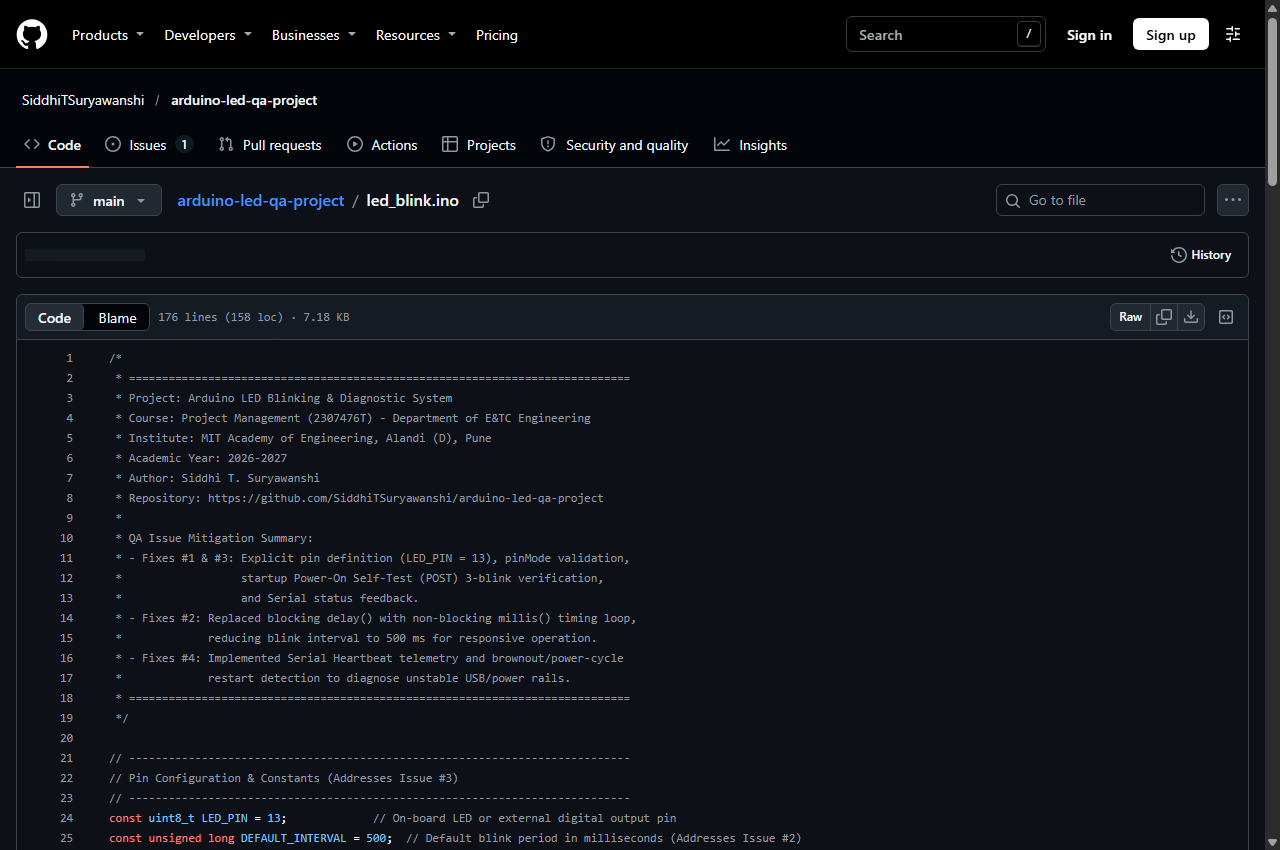 Products Developers Businesses Resources Pricing Search / Sign in Sign up
SiddhiTSuryawanshi / arduino-led-qa-project
Code Issues 1 Pull requests Actions Projects Security and quality Insights
main arduino-led-qa-project / led_blink.ino Go to file
History
Code Blame 176 lines (158 loc) · 7.18 KB Raw
1 /*
2 * ============================================================================
3 * Project: Arduino LED Blinking & Diagnostic System
4 * Course: Project Management (2307476T) - Department of E&TC Engineering
5 * Institute: MIT Academy of Engineering, Alandi (D), Pune
6 * Academic Year: 2026-2027
7 * Author: Siddhi T. Suryawanshi
8 * Repository: https://github.com/SiddhiTSuryawanshi/arduino-led-qa-project
9 *
10 * QA Issue Mitigation Summary:
11 * - Fixes #1 & #3: Explicit pin definition (LED_PIN = 13), pinMode validation,
12 * startup Power-On Self-Test (POST) 3-blink verification,
13 * and Serial status feedback.
14 * - Fixes #2: Replaced blocking delay() with non-blocking millis() timing loop,
15 * reducing blink interval to 500 ms for responsive operation.
16 * - Fixes #4: Implemented Serial Heartbeat telemetry and brownout/power-cycle
17 * restart detection to diagnose unstable USB/power rails.
18 * ============================================================================
19 */
20
21 // ----------------------------------------------------------------------------
22 // Pin Configuration & Constants (Addresses Issue #3)
23 // ----------------------------------------------------------------------------
24 const uint8_t LED_PIN = 13; // On-board LED or external digital output pin
25 const unsigned long DEFAULT_INTERVAL = 500; // Default blink period in milliseconds (Addresses Issue #2)